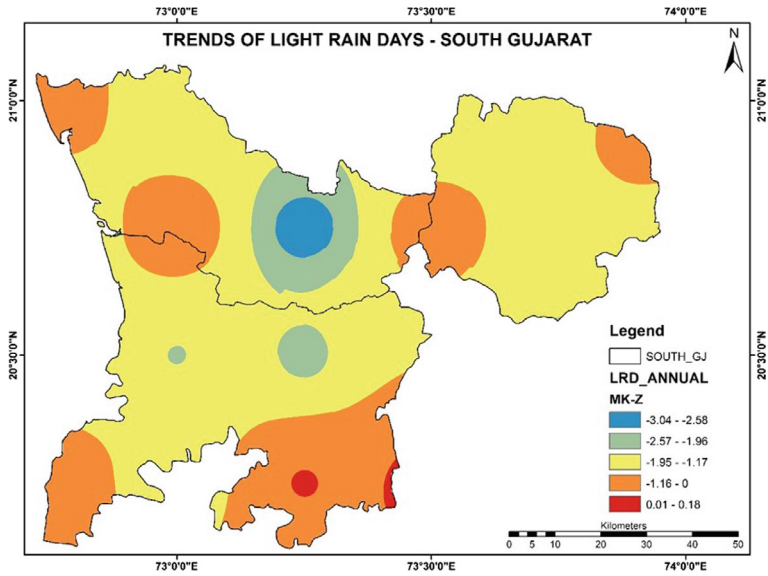 73°0'0"E 73°30'0"E 74°0'0"E
TRENDS OF LIGHT RAIN DAYS - SOUTH GUJARAT
N
21°0'0"N
21°0'0"N
20°30'0"N
20°30'0"N
Legend
SOUTH_GJ
LRD_ANNUAL
MK-Z
-3.04 - -2.58
-2.57 - -1.96
-1.95 - -1.17
-1.16 - 0
0.01 - 0.18
Kilometers
0 5 10 20 30 40 50
73°0'0"E 73°30'0"E 74°0'0"E